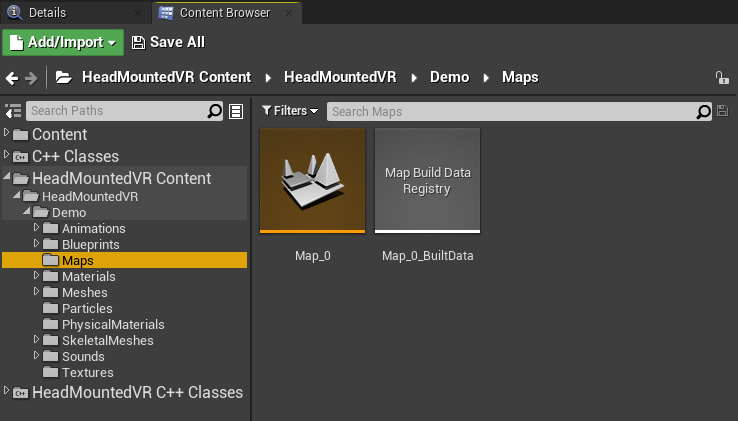 Details
Content Browser
Add/Import
Save All
HeadMountedVR Content
HeadMountedVR
Demo
Maps
Search Paths
Content
C++ Classes
HeadMountedVR Content
HeadMountedVR
Demo
Animations
Blueprints
Maps
Materials
Meshes
Particles
PhysicalMaterials
SkeletalMeshes
Sounds
Textures
HeadMountedVR C++ Classes
Filters
Search Maps
Map_0
Map Build Data
Registry
Map_0_BuiltData